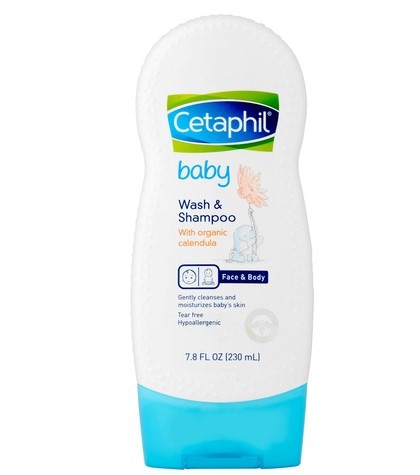 Cetaphil®
baby
Wash &
Shampoo
With organic
calendula
Face & Body
Gently cleanses and
moisturizes baby's skin
Tear free
Hypoallergenic
7.8 FL OZ (230 mL)